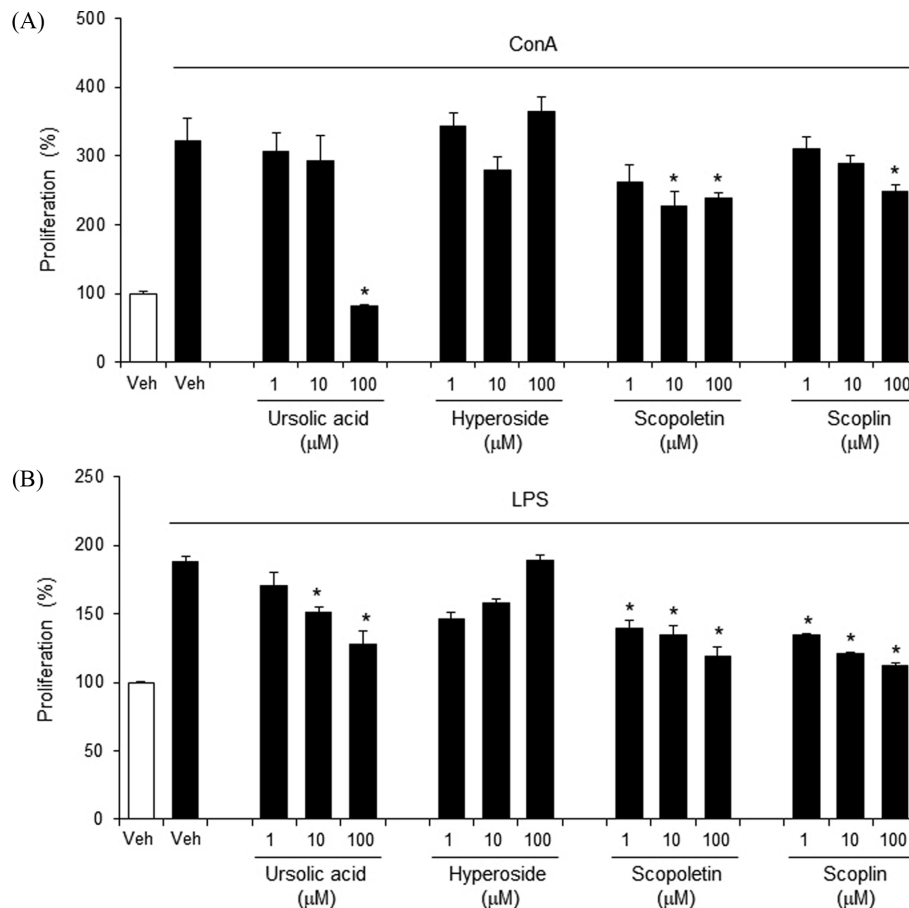 (A)
500
ConA
400
300
200
100
0
Proliferation (%)
* * * *
Veh Veh 1 10 100 1 10 100 1 10 100 1 10 100
Ursolic acid Hyperoside Scopoletin Scoplin
(μM) (μM) (μM) (μM)
(B)
250
LPS
200
150
100
50
0
Proliferation (%)
* * * * * * * *
Veh Veh 1 10 100 1 10 100 1 10 100 1 10 100
Ursolic acid Hyperoside Scopoletin Scoplin
(μM) (μM) (μM) (μM)